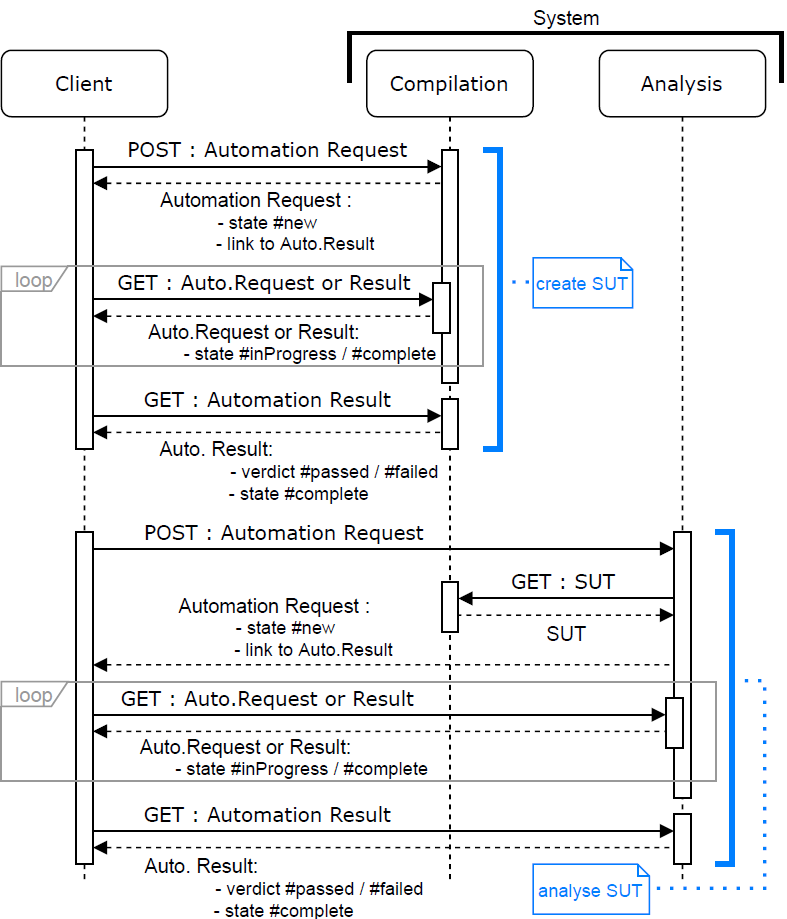 System
Client
Compilation
Analysis
POST : Automation Request
Automation Request :
- state #new
- link to Auto.Result
loop
GET : Auto.Request or Result
create SUT
Auto.Request or Result:
- state #inProgress / #complete
GET : Automation Result
Auto. Result:
- verdict #passed / #failed
- state #complete
POST : Automation Request
GET : SUT
Automation Request :
- state #new
SUT
- link to Auto.Result
loop
GET : Auto.Request or Result
Auto.Request or Result:
- state #inProgress / #complete
GET : Automation Result
Auto. Result:
- verdict #passed / #failed
analyse SUT
- state #complete